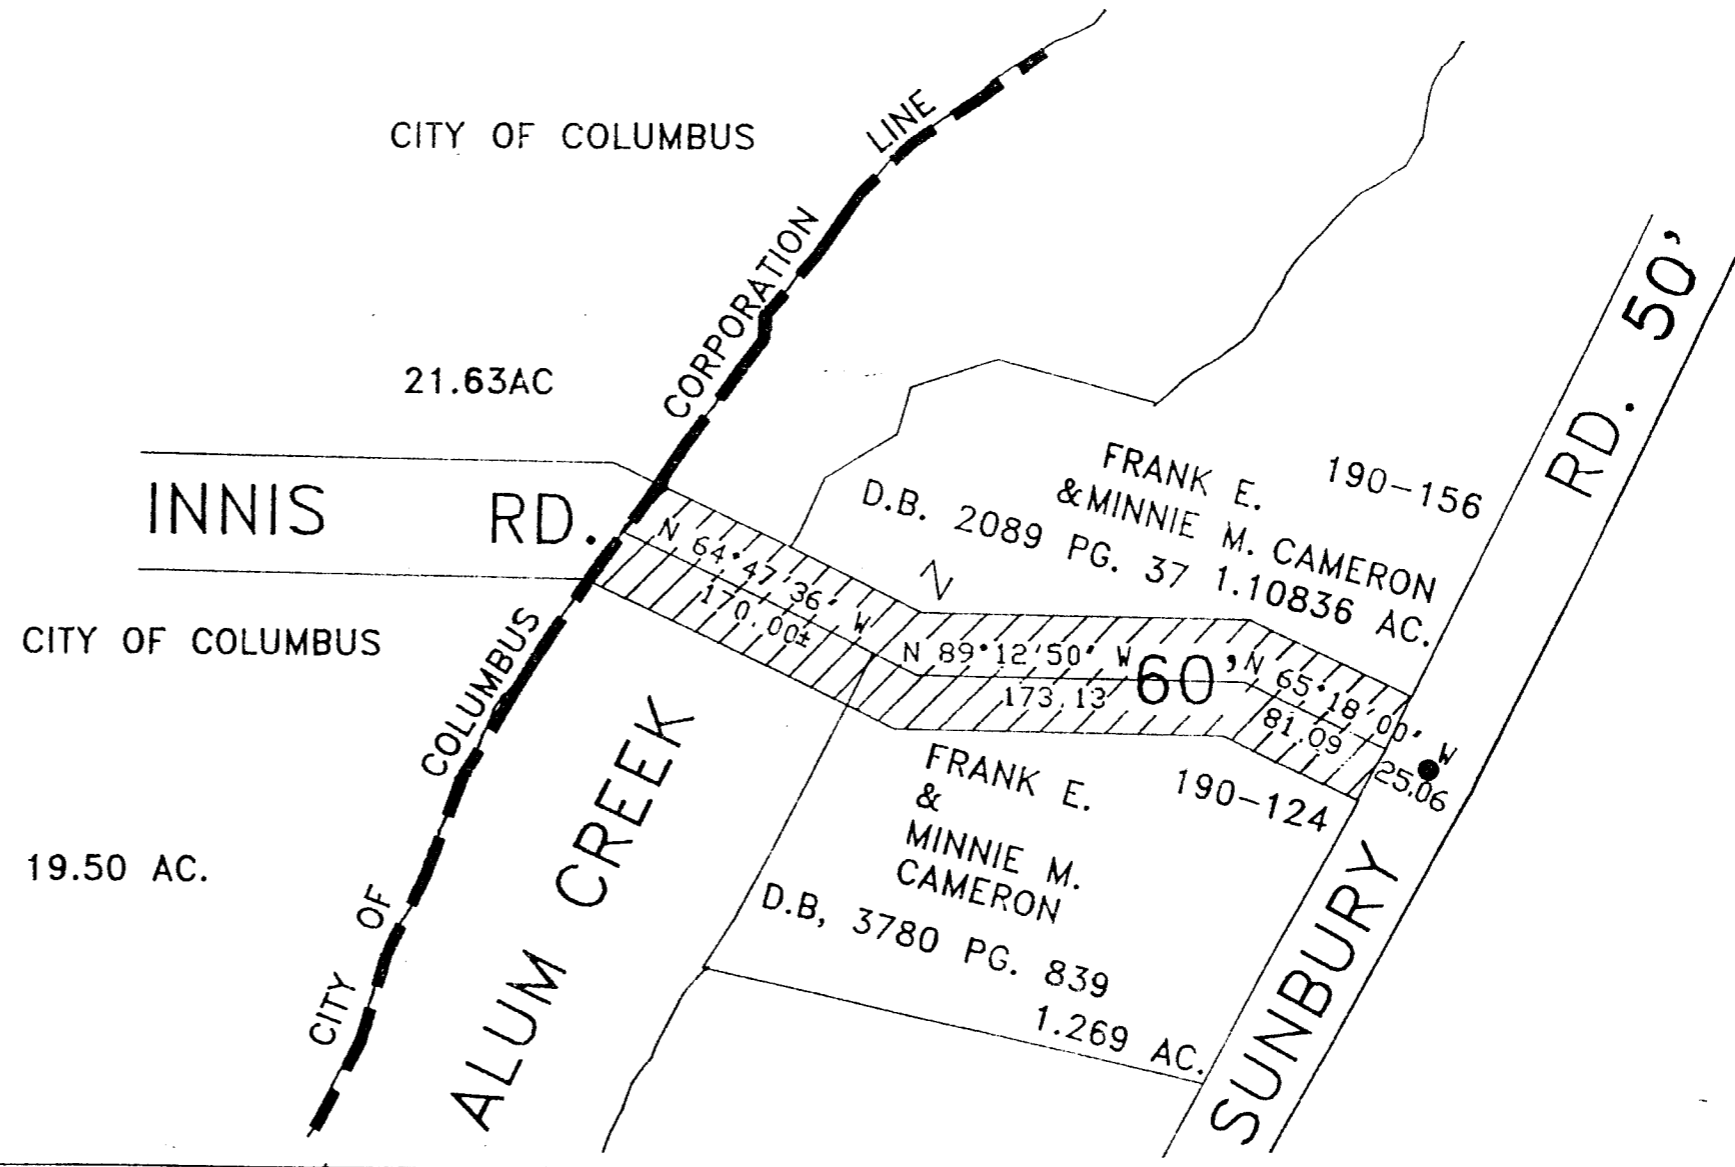 CITY OF COLUMBUS
21.63AC
INNIS RD.
CITY OF COLUMBUS
19.50 AC.
CITY OF COLUMBUS CORPORATION LINE
ALUM CREEK
FRANK E.
&MINNIE M. CAMERON
D.B. 2089 PG. 37 1.10836 AC.
190-156
N
N 64°47'36" W
170.00±
N 89°12'50" W
173.13
60'
N 65°18'00" W
81.09
25.06
FRANK E.
&
MINNIE M.
CAMERON
D.B, 3780 PG. 839
1.269 AC.
190-124
SUNBURY RD. 50'